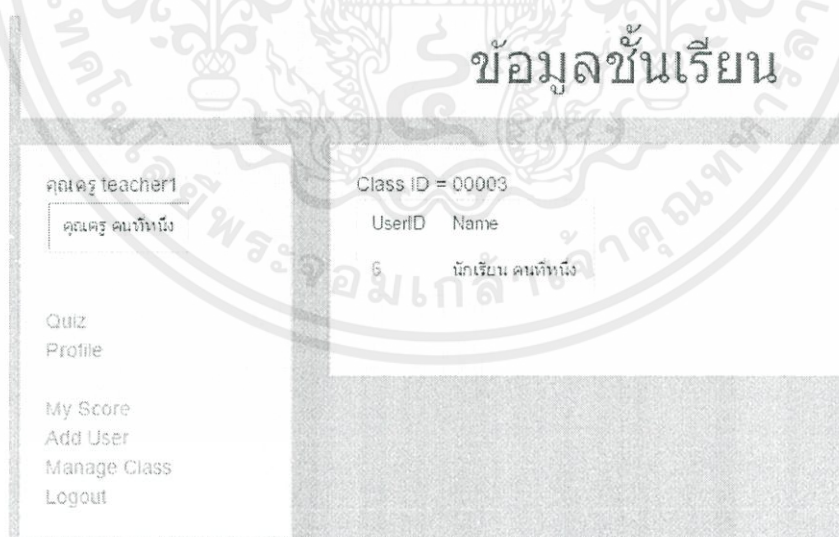 ข้อมูลชั้นเรียน
คุณครู teacher1
คุณครู คนที่หนึ่ง
Quiz
Profile
My Score
Add User
Manage Class
Logout
Class ID = 00003
UserID Name
6 นักเรียน คนที่หนึ่ง